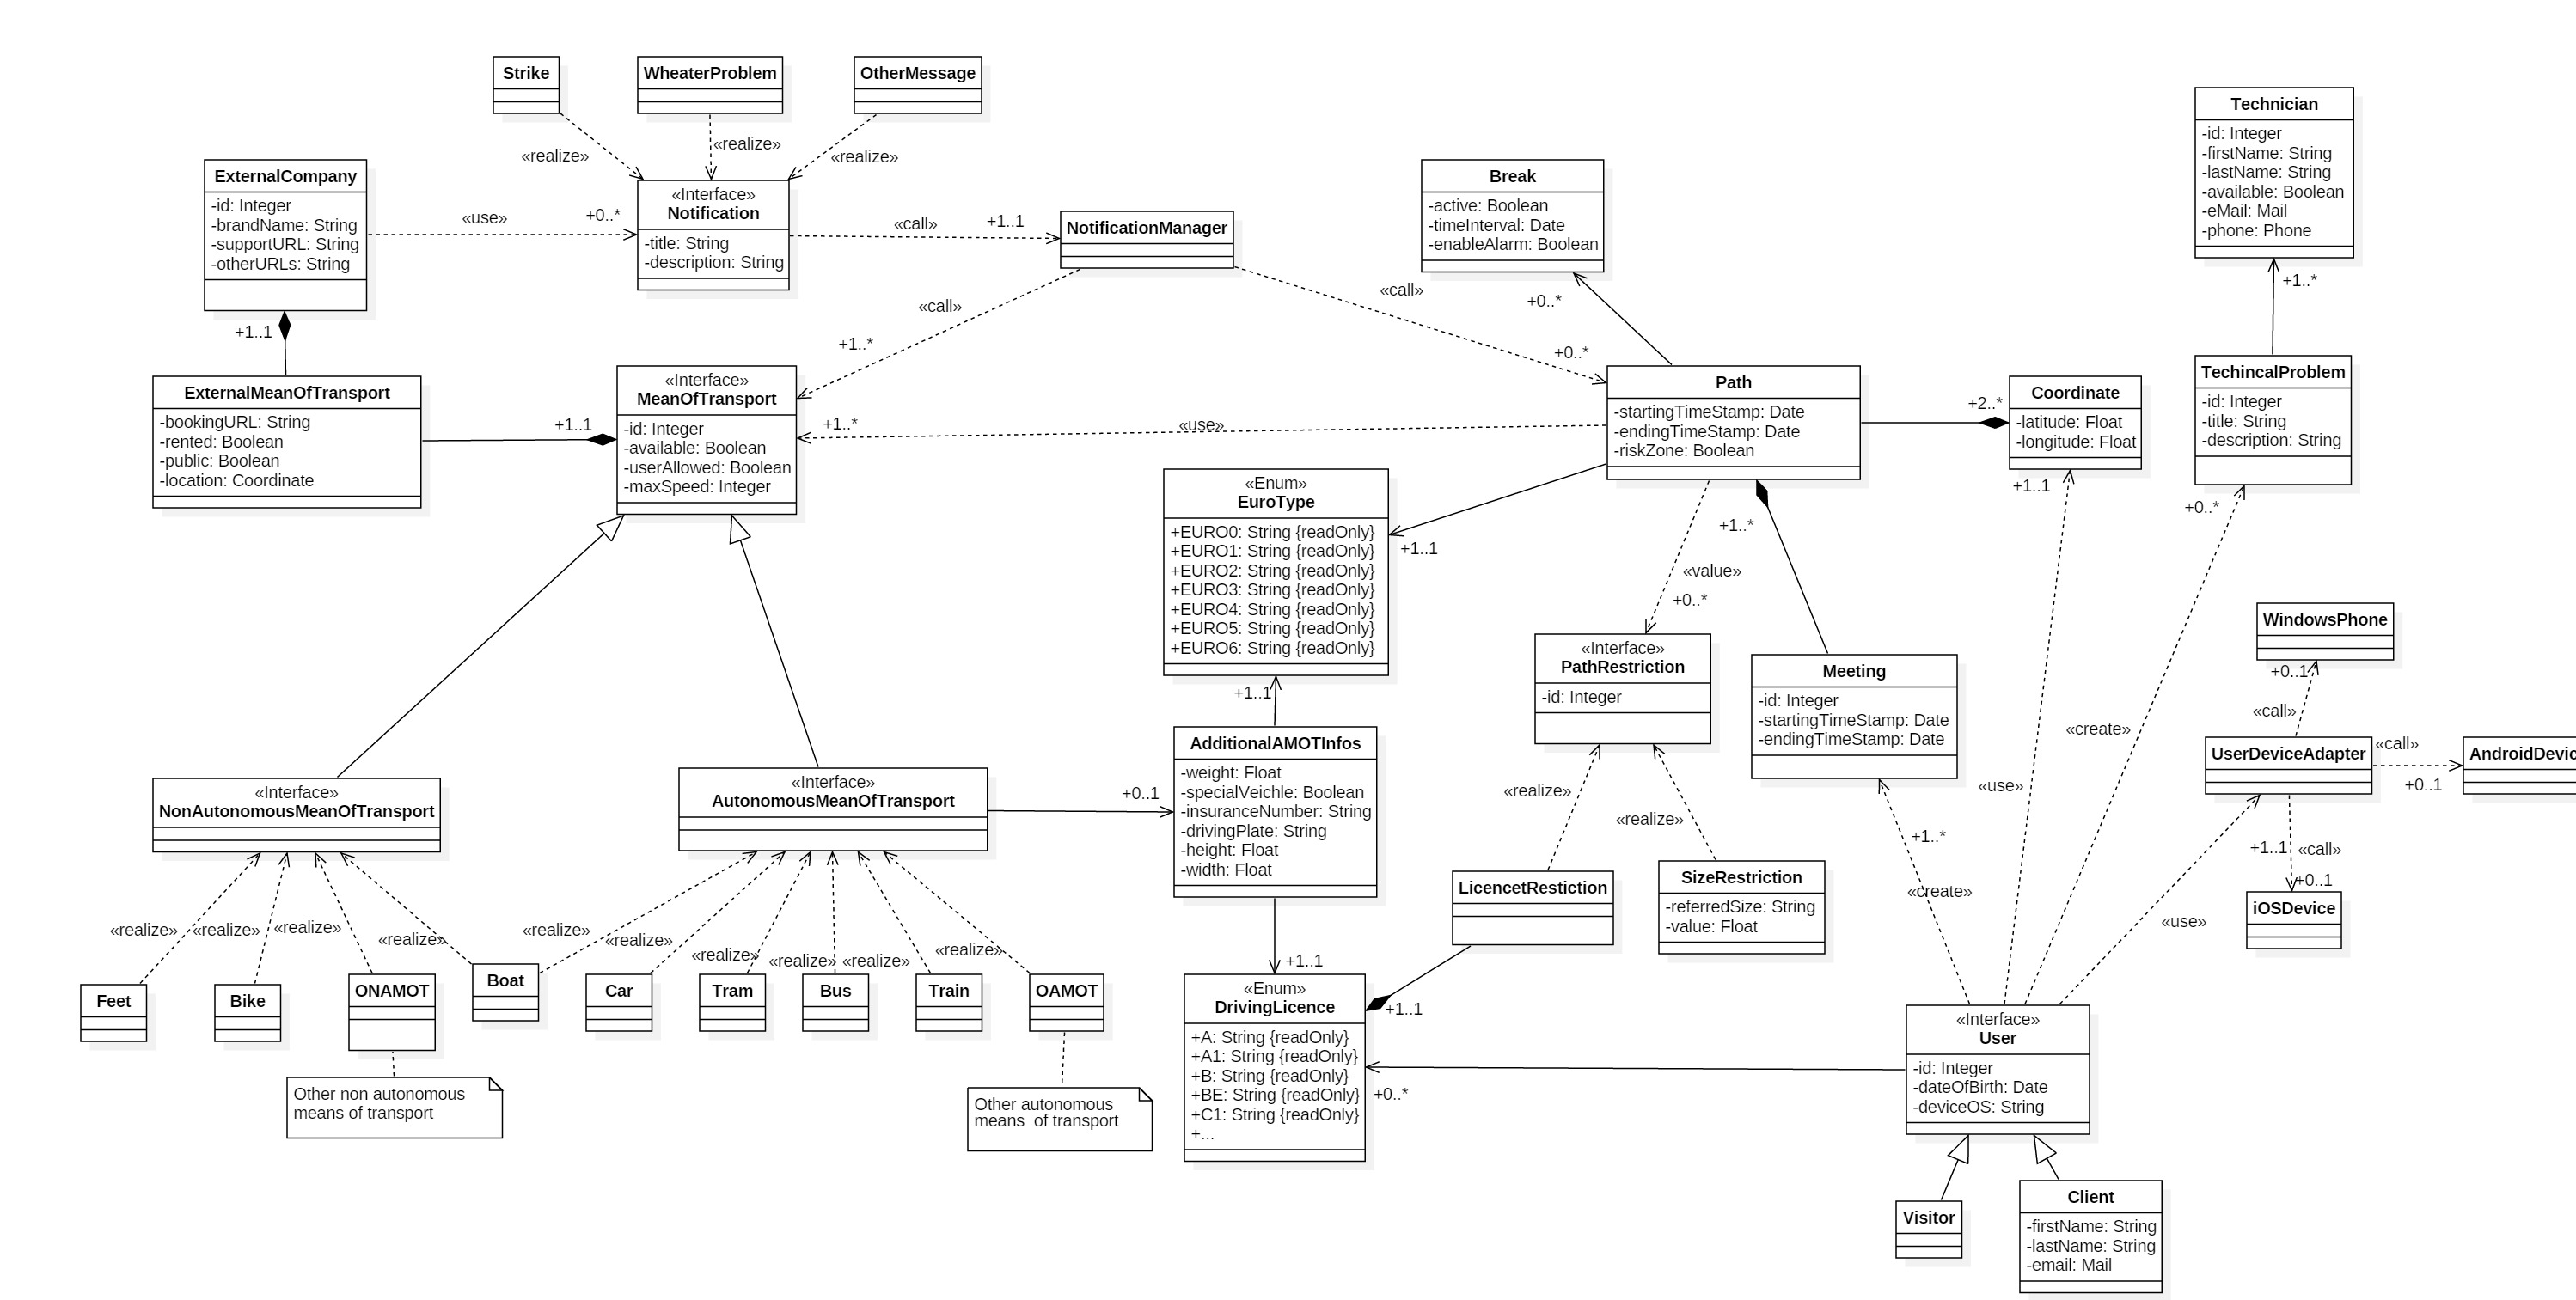 Strike
WheaterProblem
OtherMessage
«realize»
«realize»
«realize»
ExternalCompany
-id: Integer
-brandName: String
-supportURL: String
-otherURLs: String
«use»
+0..*
«Interface»
Notification
-title: String
-description: String
«call»
+1..1
NotificationManager
«call»
+1..*
«call»
+0..*
Break
-active: Boolean
-timeInterval: Date
-enableAlarm: Boolean
+0..*
Technician
-id: Integer
-firstName: String
-lastName: String
-available: Boolean
-eMail: Mail
-phone: Phone
+1..*
+1..1
ExternalMeanOfTransport
-bookingURL: String
-rented: Boolean
-public: Boolean
-location: Coordinate
+1..1
«Interface»
MeanOfTransport
-id: Integer
-available: Boolean
-userAllowed: Boolean
-maxSpeed: Integer
+1..*
«use»
Path
-startingTimeStamp: Date
-endingTimeStamp: Date
-riskZone: Boolean
+2..*
Coordinate
-latitude: Float
-longitude: Float
+1..1
TechincalProblem
-id: Integer
-title: String
-description: String
+0..*
«Enum»
EuroType
+EURO0: String {readOnly}
+EURO1: String {readOnly}
+EURO2: String {readOnly}
+EURO3: String {readOnly}
+EURO4: String {readOnly}
+EURO5: String {readOnly}
+EURO6: String {readOnly}
+1..1
+1..1
«value»
+0..*
+1..*
«Interface»
PathRestriction
-id: Integer
Meeting
-id: Integer
-startingTimeStamp: Date
-endingTimeStamp: Date
WindowsPhone
+0..1
«call»
UserDeviceAdapter
«call»
+0..1
AndroidDevic
+1..1
«call»
+0..1
iOSDevice
«create»
«use»
«use»
+1..*
«create»
«Interface»
NonAutonomousMeanOfTransport
«Interface»
AutonomousMeanOfTransport
+0..1
AdditionalAMOTInfos
-weight: Float
-specialVeichle: Boolean
-insuranceNumber: String
-drivingPlate: String
-height: Float
-width: Float
+1..1
«realize»
«realize»
LicencetRestiction
SizeRestriction
-referredSize: String
-value: Float
«realize»
«realize»
«realize»
«realize»
«realize»
«realize»
«realize»
«realize»
«realize»
«realize»
Feet
Bike
ONAMOT
Boat
Car
Tram
Bus
Train
OAMOT
Other non autonomous
means of transport
Other autonomous
means  of transport
«Enum»
DrivingLicence
+A: String {readOnly}
+A1: String {readOnly}
+B: String {readOnly}
+BE: String {readOnly}
+C1: String {readOnly}
+...
+1..1
+0..*
«Interface»
User
-id: Integer
-dateOfBirth: Date
-deviceOS: String
Visitor
Client
-firstName: String
-lastName: String
-email: Mail